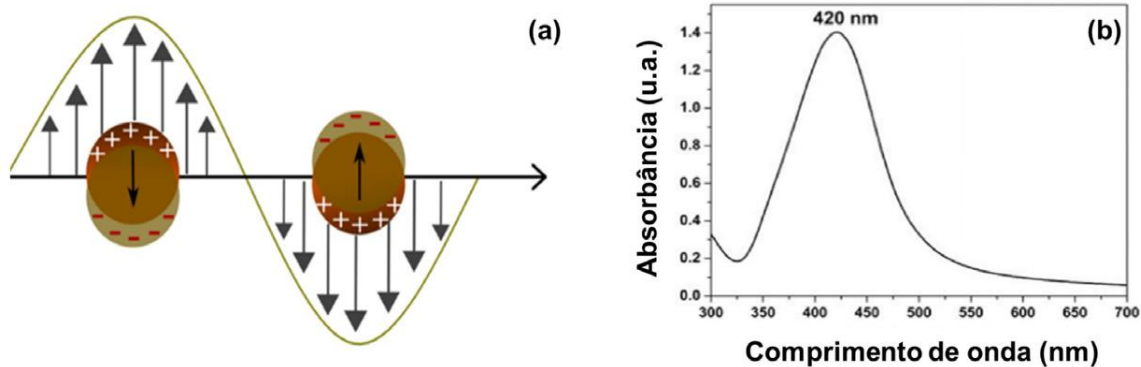 (a)
+ + + + +
- - - - -
- - - - -
+ + + + +
(b)
420 nm
Absorbância (u.a.)
1.4
1.2
1.0
0.8
0.6
0.4
0.2
0.0
300 350 400 450 500 550 600 650 700
Comprimento de onda (nm)